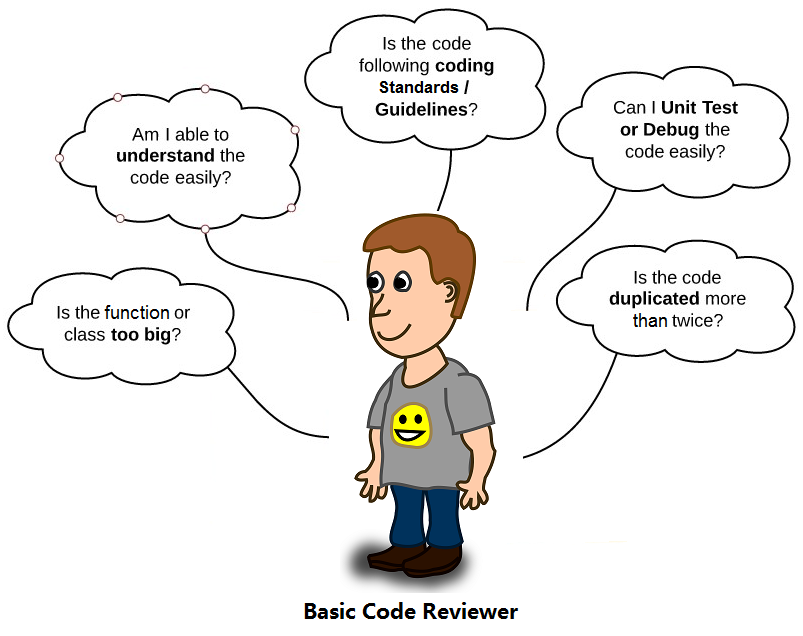 Is the code
following coding
Standards /
Guidelines?
Am I able to
understand the
code easily?
Can I Unit Test
or Debug the
code easily?
Is the function or
class too big?
Is the code
duplicated more
than twice?
Basic Code Reviewer